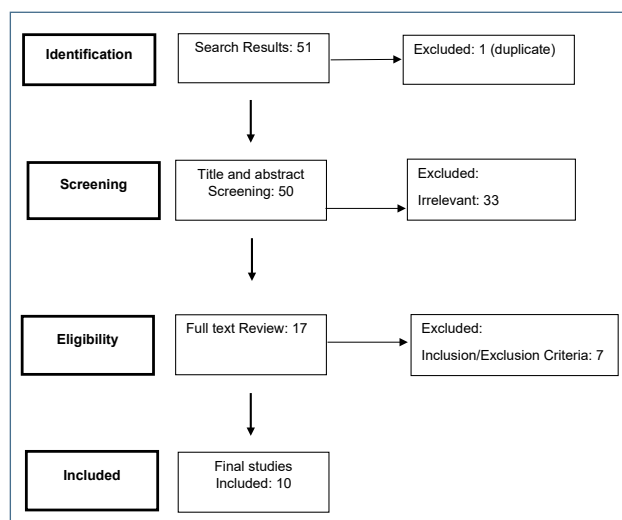 Identification
Search Results: 51
Excluded: 1 (duplicate)
Screening
Title and abstract
Screening: 50
Excluded:
Irrelevant: 33
Eligibility
Full text Review: 17
Excluded:
Inclusion/Exclusion Criteria: 7
Included
Final studies
Included: 10